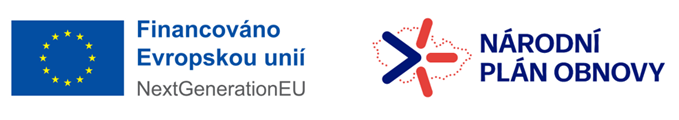 Financováno
Evropskou unií
NextGenerationEU
NÁRODNÍ
PLÁN OBNOVY